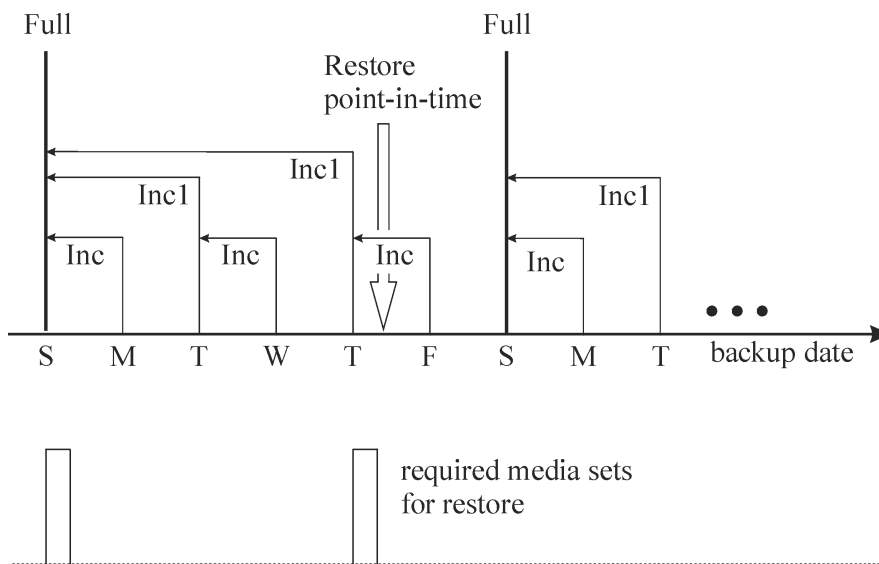 Full
Full
Restore
point-in-time
Inc1
Inc1
Inc1
Inc
Inc
Inc
Inc
S M T W T F S M T backup date
required media sets
for restore